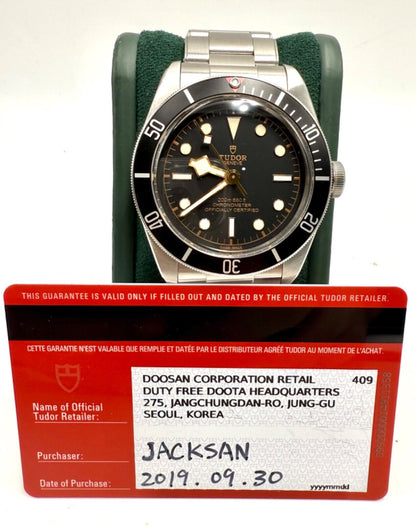 TUDOR
GENEVE
200m 660ft
CHRONOMETER
OFFICIALLY CERTIFIED
10
20
30
40
50
THIS GUARANTEE IS VALID ONLY IF FILLED OUT AND DATED BY THE OFFICIAL TUDOR RETAILER.
CETTE GARANTIE N'EST VALABLE QUE REMPLIE ET DATÉE PAR LE DISTRIBUTEUR AGRÉÉ TUDOR AU MOMENT DE L'ACHAT.
DOOSAN CORPORATION RETAIL 409
DUTY FREE DOOTA HEADQUARTERS
275, JANGCHUNGDAN-RO, JUNG-GU
SEOUL, KOREA
Name of Official
Tudor Retailer:
Purchaser: JACKSAN
Date of Purchase: 2019.09.30
yyyymmdd